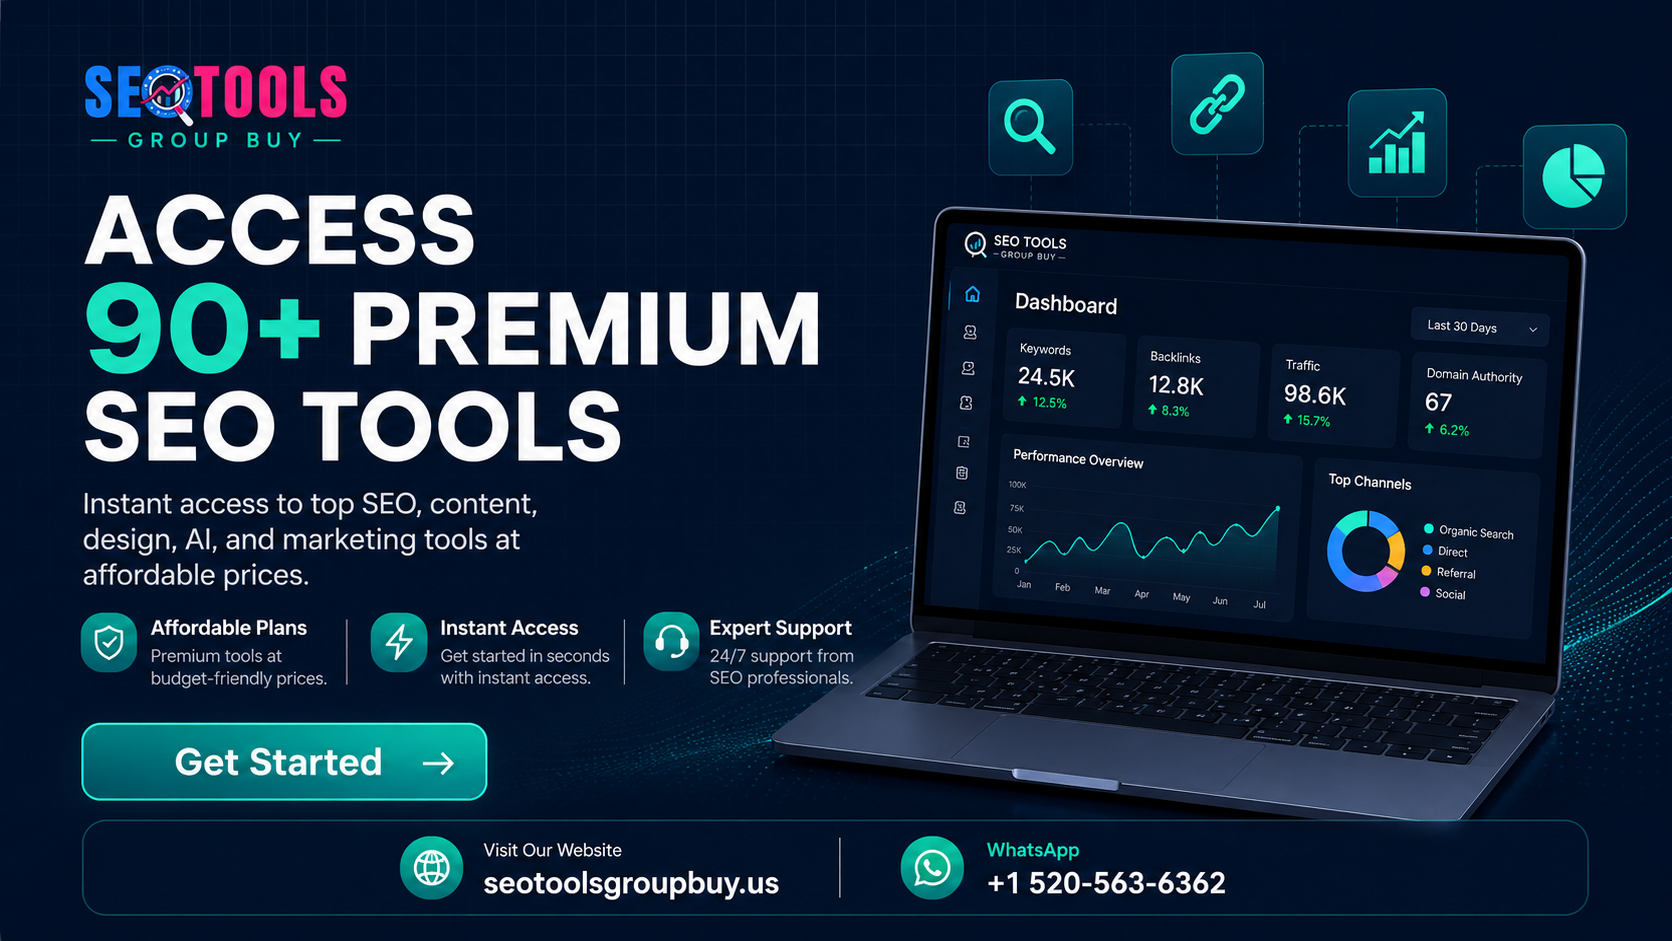 SEO TOOLS
GROUP BUY
ACCESS
90+ PREMIUM
SEO TOOLS
Instant access to top SEO, content,
design, AI, and marketing tools at
affordable prices.
Affordable Plans
Premium tools at
budget-friendly prices.
Instant Access
Get started in seconds
with instant access.
Expert Support
24/7 support from
SEO professionals.
Get Started
SEO TOOLS
GROUP BUY
Dashboard
Last 30 Days
Keywords
24.5K
12.5%
Backlinks
12.8K
8.3%
Traffic
98.6K
15.7%
Domain Authority
67
6.2%
Performance Overview
100K
75K
50K
25K
0
Jan Feb Mar Apr May Jun Jul
Top Channels
Organic Search
Direct
Referral
Social
Visit Our Website
seotoolsgroupbuy.us
WhatsApp
+1 520-563-6362